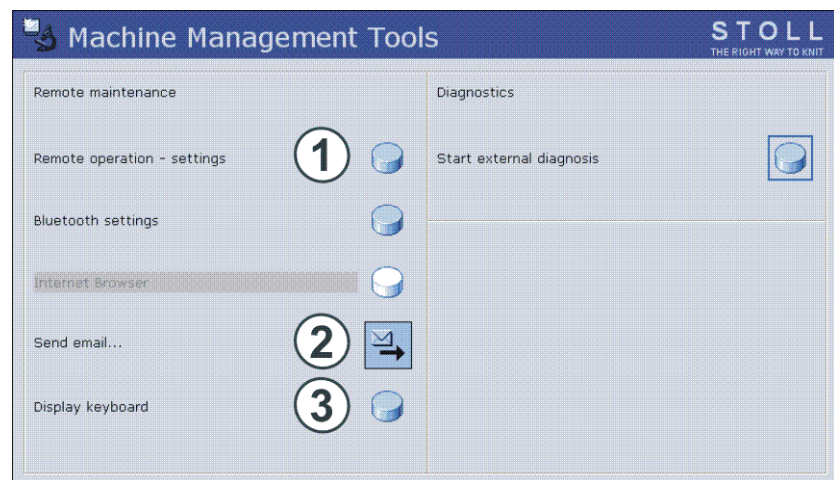 Machine Management Tools
STOLL
THE RIGHT WAY TO KNIT
Remote maintenance
Remote operation - settings
1
Bluetooth settings
Internet Browser
Send email...
2
Display keyboard
3
Diagnostics
Start external diagnosis